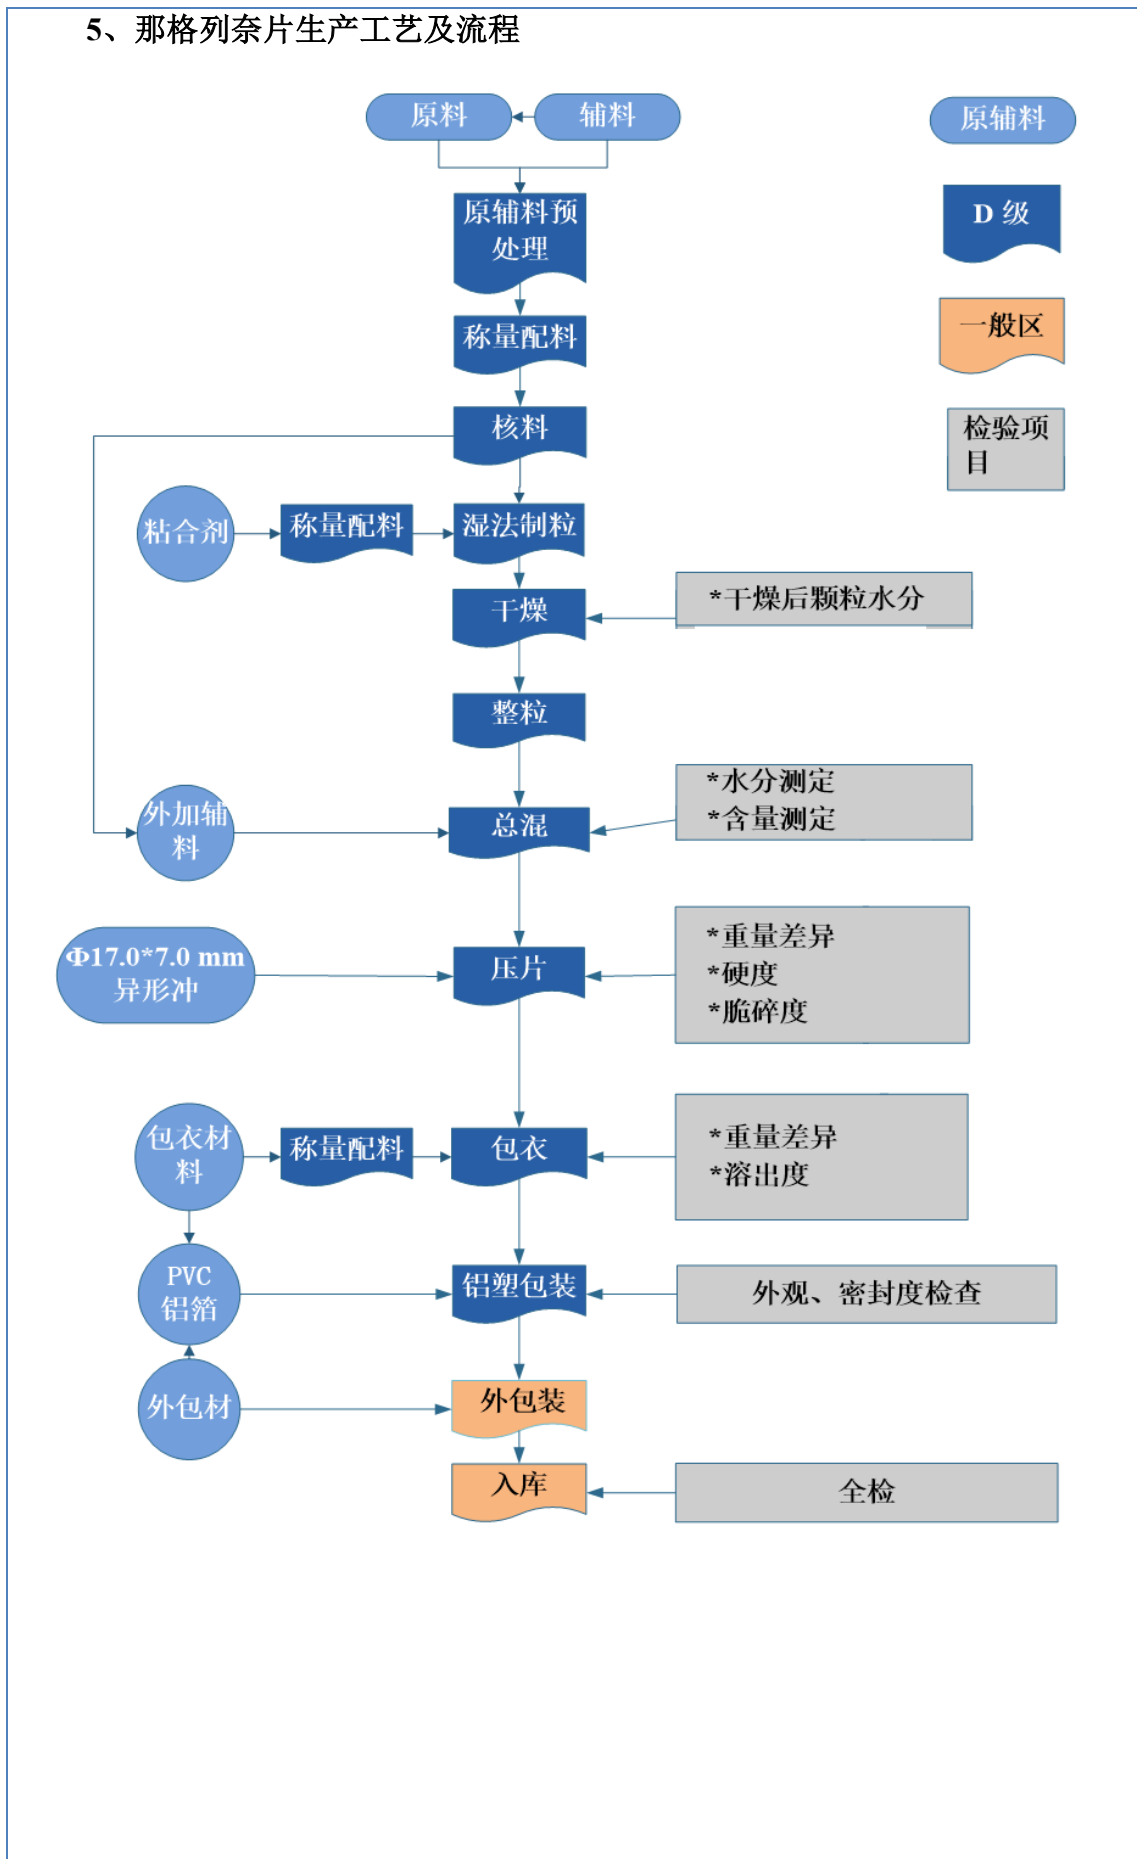 5、那格列奈片生产工艺及流程
原料
辅料
原辅料
原辅料预
处理
D 级
称量配料
一般区
核料
检验项
目
粘合剂
称量配料
湿法制粒
干燥
*干燥后颗粒水分
整粒
外加辅
料
总混
*水分测定
*含量测定
Φ17.0*7.0 mm
异形冲
压片
*重量差异
*硬度
*脆碎度
包衣材
料
称量配料
包衣
*重量差异
*溶出度
PVC
铝箔
铝塑包装
外观、密封度检查
外包材
外包装
入库
全检